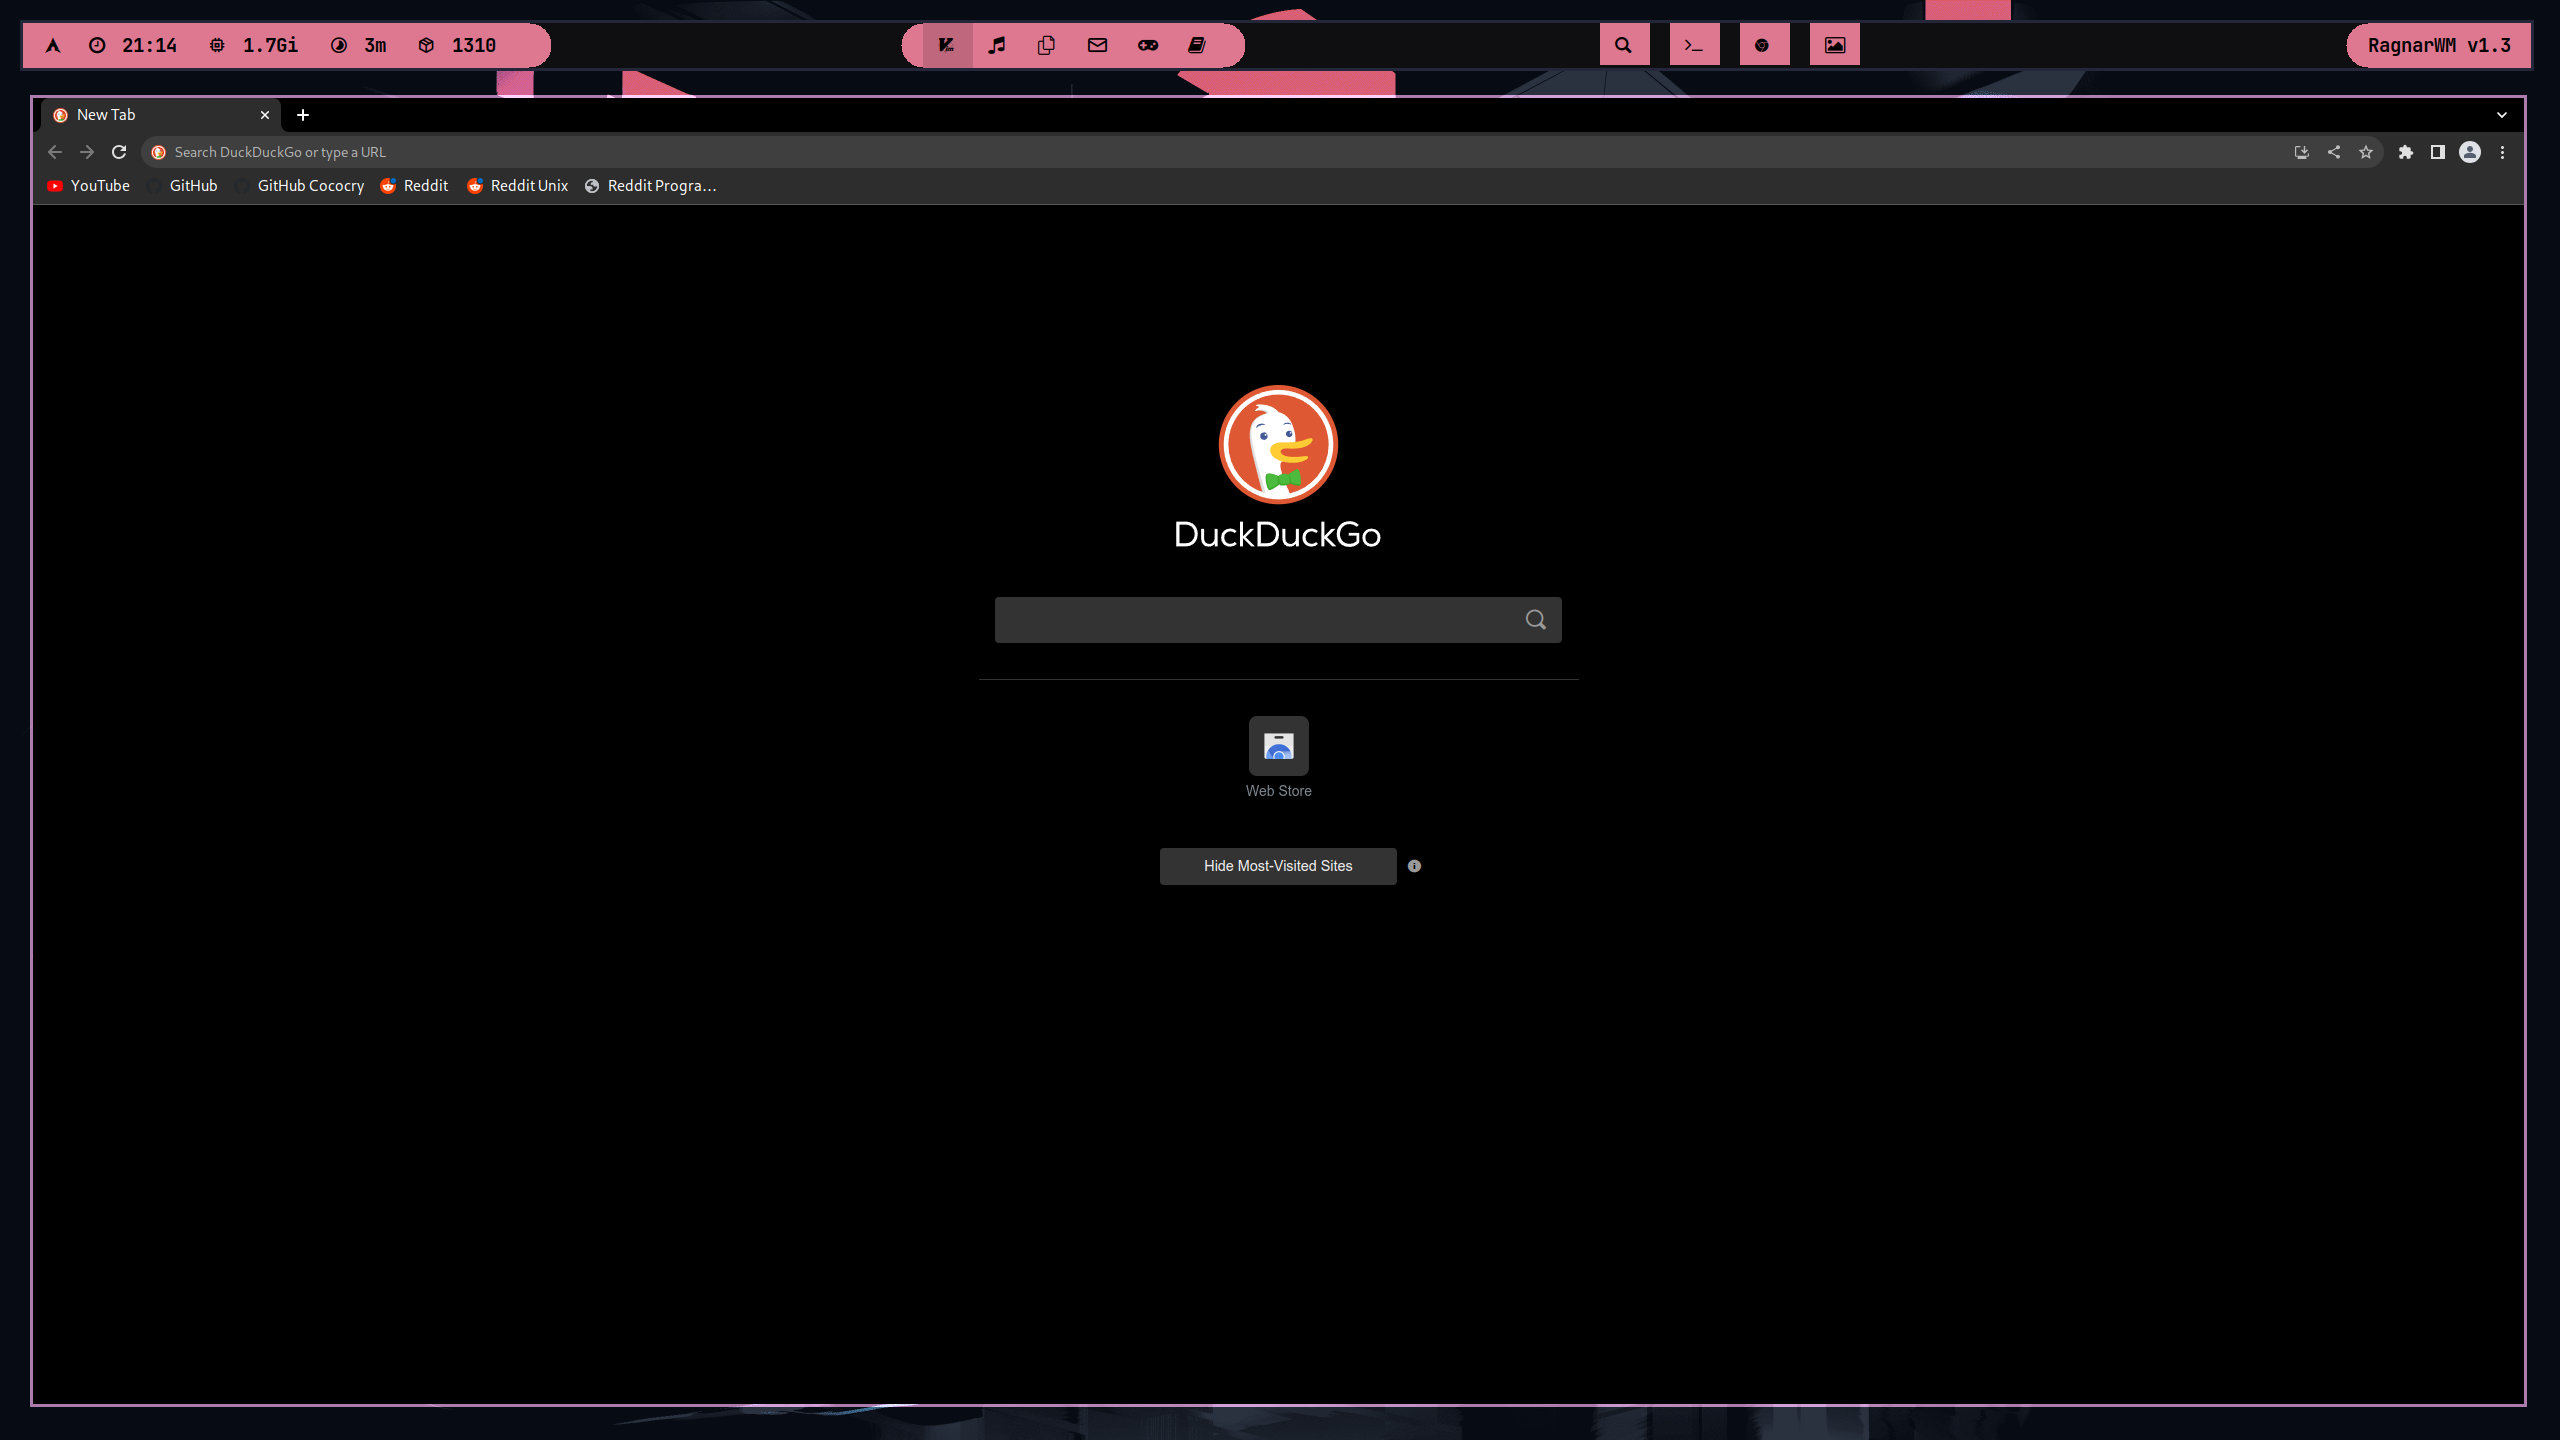 21:14 1.7Gi 3m 1310 RagnarWM v1.3
New Tab
Search DuckDuckGo or type a URL
YouTube GitHub GitHub Cococry Reddit Reddit Unix Reddit Progra...
DuckDuckGo
Web Store
Hide Most-Visited Sites